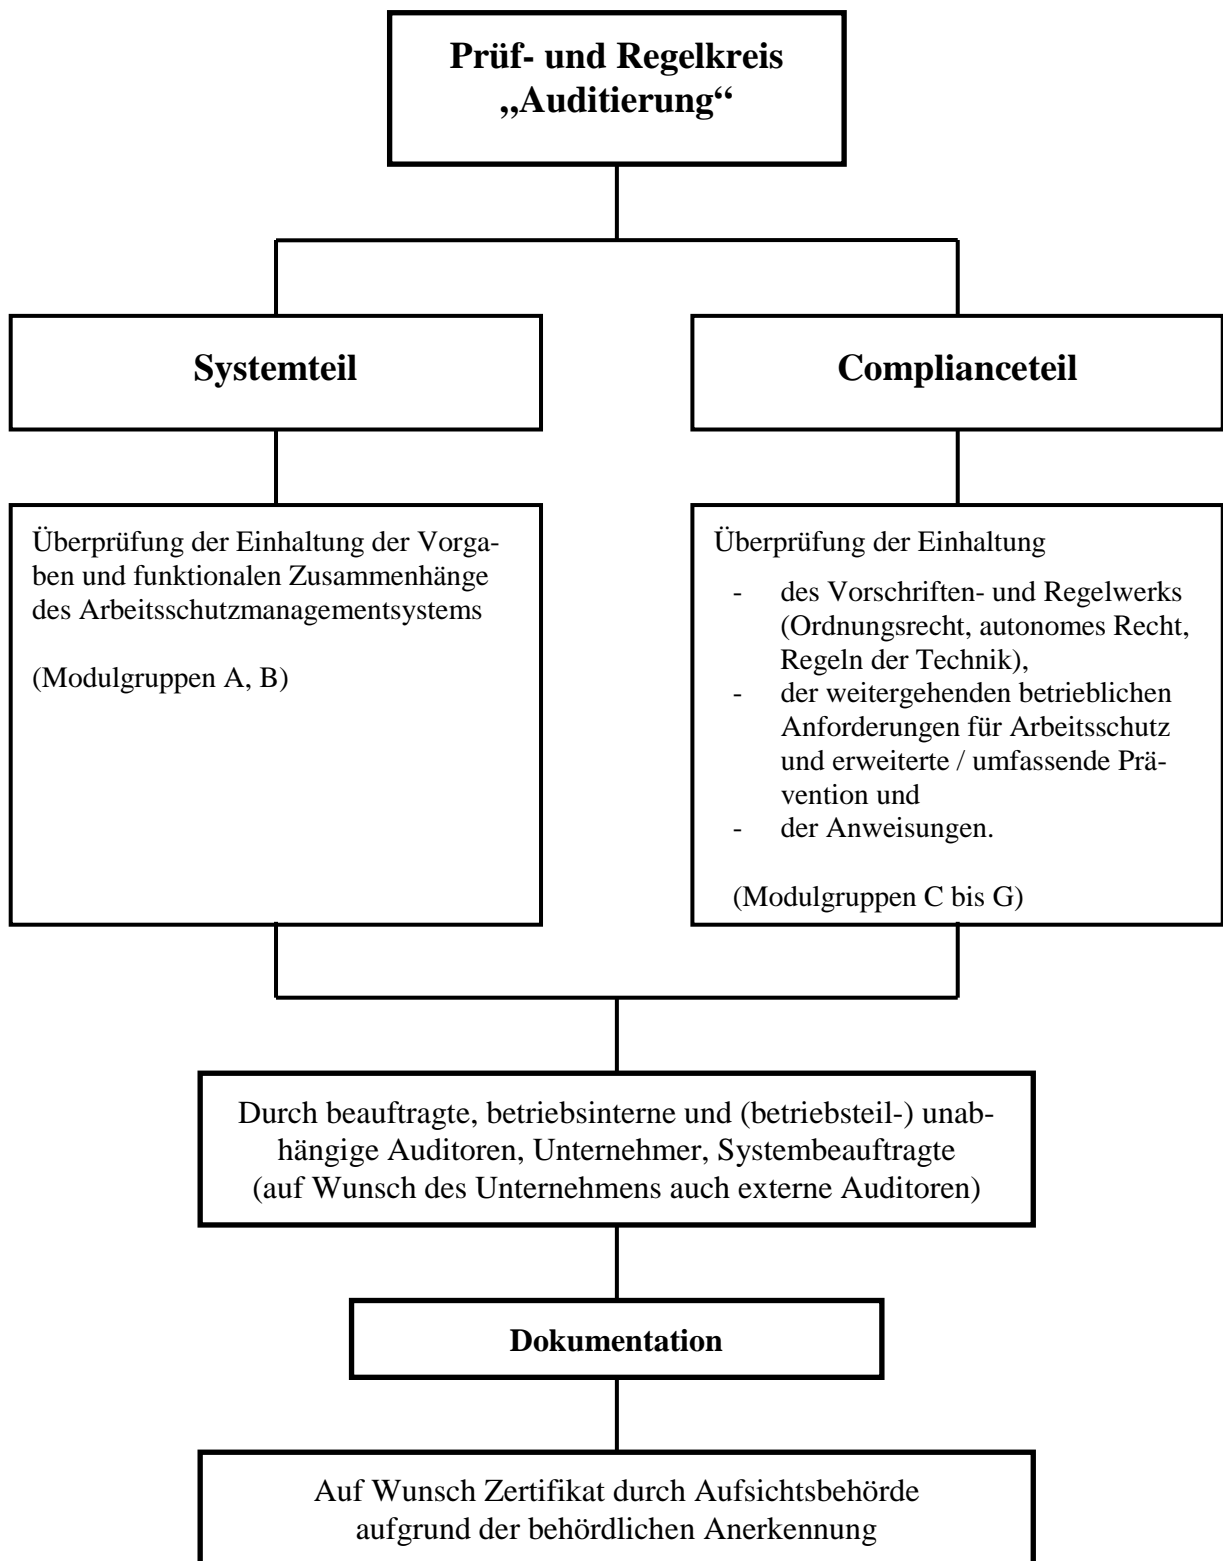 Prüf- und Regelkreis
„Auditierung“
Systemteil
Complianceteil
Überprüfung der Einhaltung der Vorga-
ben und funktionalen Zusammenhänge
des Arbeitsschutzmanagementsystems
(Modulgruppen A, B)
Überprüfung der Einhaltung
- des Vorschriften- und Regelwerks
(Ordnungsrecht, autonomes Recht,
Regeln der Technik),
- der weitergehenden betrieblichen
Anforderungen für Arbeitsschutz
und erweiterte / umfassende Prä-
vention und
- der Anweisungen.
(Modulgruppen C bis G)
Durch beauftragte, betriebsinterne und (betriebsteil-) unab-
hängige Auditoren, Unternehmer, Systembeauftragte
(auf Wunsch des Unternehmens auch externe Auditoren)
Dokumentation
Auf Wunsch Zertifikat durch Aufsichtsbehörde
aufgrund der behördlichen Anerkennung